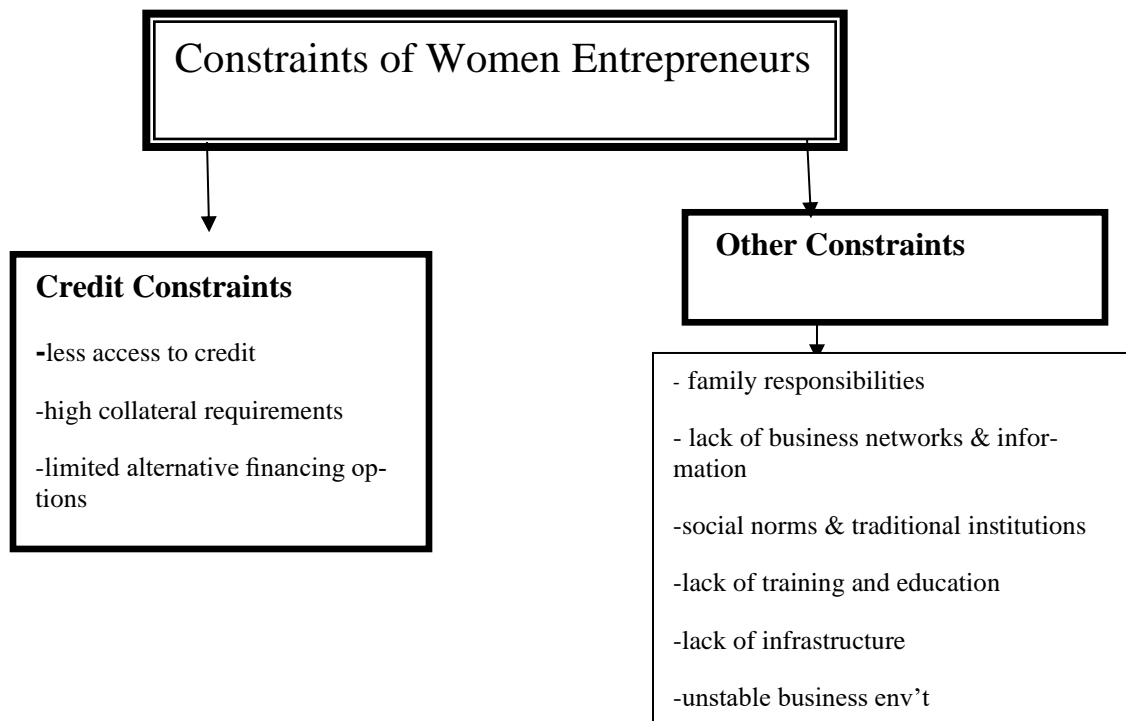 Constraints of Women Entrepreneurs
Credit Constraints
-less access to credit
-high collateral requirements
-limited alternative financing op-
tions
Other Constraints
- family responsibilities
- lack of business networks & infor-
mation
-social norms & traditional institutions
-lack of training and education
-lack of infrastructure
-unstable business env’t